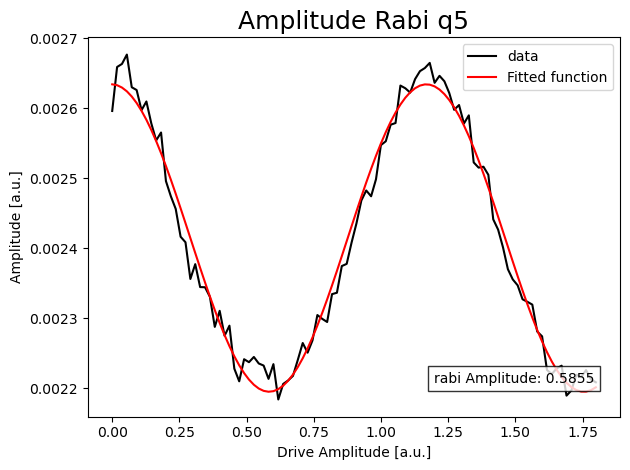 Amplitude Rabi q5
data
Fitted function
0.0027
0.0026
0.0025
0.0024
0.0023
0.0022
Amplitude [a.u.]
rabi Amplitude: 0.5855
0.00
0.25
0.50
0.75
1.00
1.25
1.50
1.75
Drive Amplitude [a.u.]